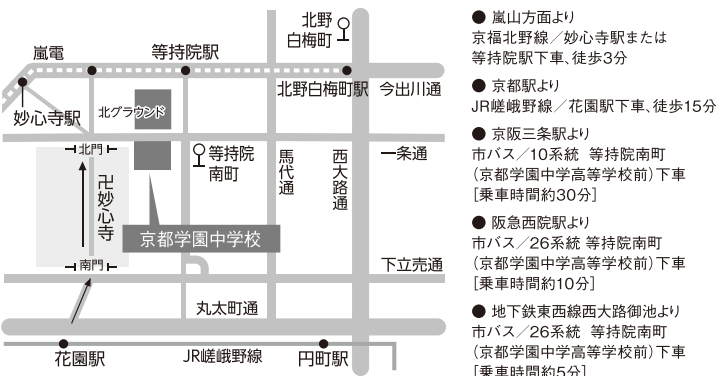 北野
白梅町
嵐電
等持院駅
北野白梅町駅
今出川通
妙心寺駅
北グラウンド
北門
等持院
南町
馬代通
西大路通
一条通
卍妙心寺
京都学園中学校
南門
下立売通
丸太町通
花園駅
JR嵯峨野線
円町駅
● 嵐山方面より
京福北野線／妙心寺駅または
等持院駅下車、徒歩3分
● 京都駅より
JR嵯峨野線／花園駅下車、徒歩15分
● 京阪三条駅より
市バス／10系統 等持院南町
（京都学園中学高等学校前）下車
［乗車時間約30分］
● 阪急西院駅より
市バス／26系統 等持院南町
（京都学園中学高等学校前）下車
［乗車時間約10分］
● 地下鉄東西線西大路御池より
市バス／26系統 等持院南町
（京都学園中学高等学校前）下車
［乗車時間約5分］